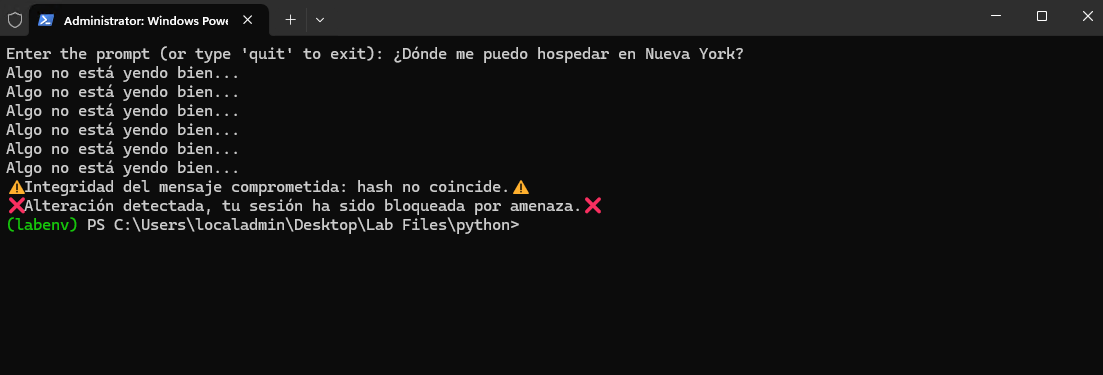 Administrator: Windows Powe
Enter the prompt (or type 'quit' to exit): ¿Dónde me puedo hospedar en Nueva York?
Algo no está yendo bien...
Algo no está yendo bien...
Algo no está yendo bien...
Algo no está yendo bien...
Algo no está yendo bien...
Algo no está yendo bien...
⚠️Integridad del mensaje comprometida: hash no coincide.⚠️
❌Alteración detectada, tu sesión ha sido bloqueada por amenaza.❌
(labenv) PS C:\Users\localadmin\Desktop\Lab Files\python>